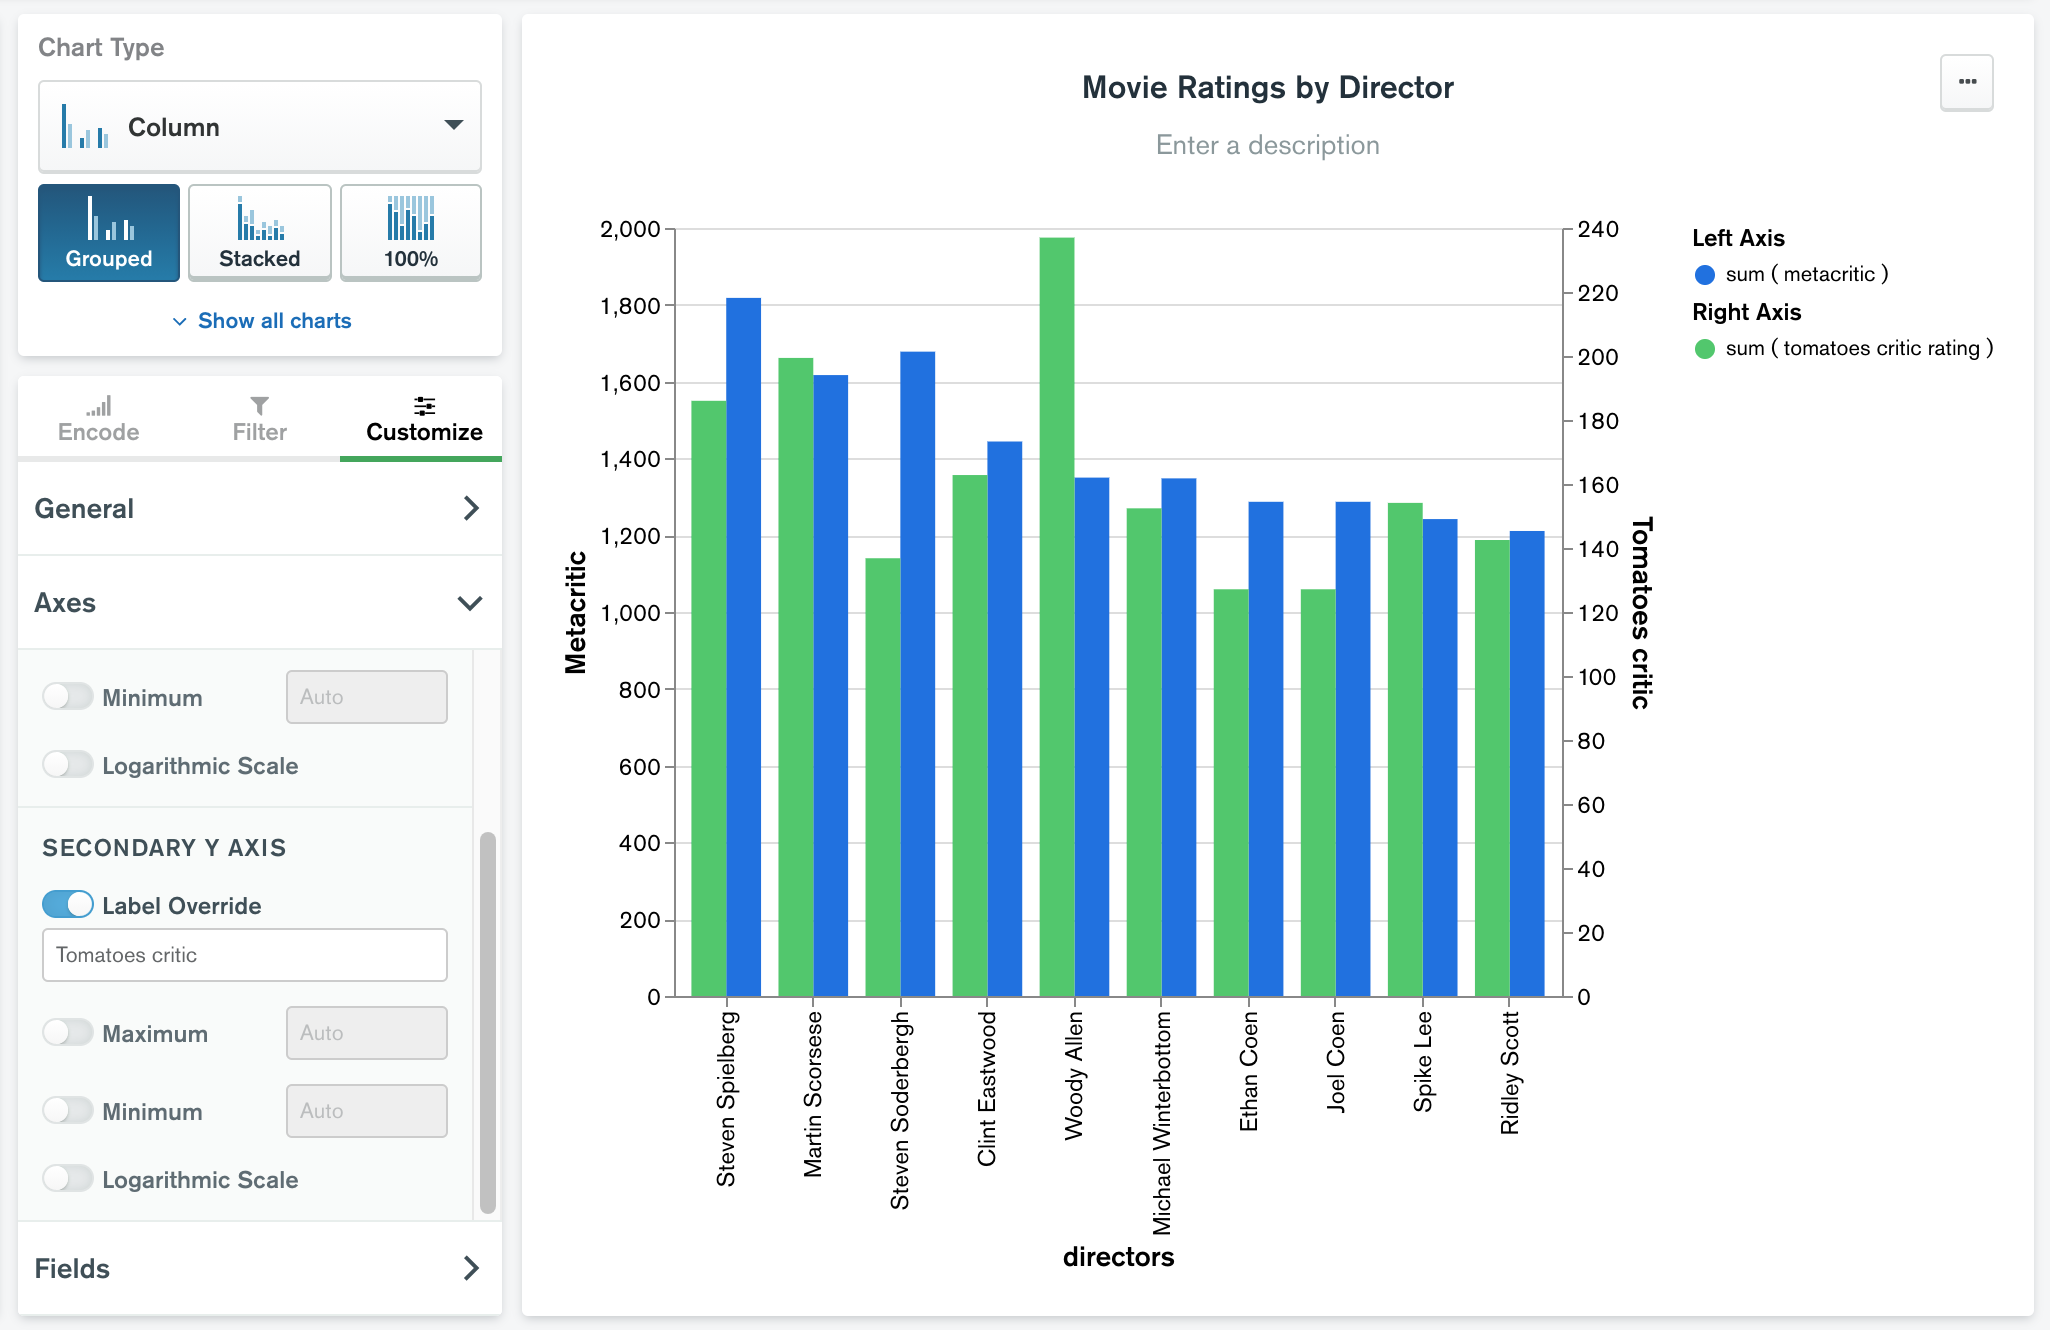 Chart Type
Column
Grouped
Stacked
100%
Show all charts
Encode
Filter
Customize
General
Axes
Minimum
Auto
Logarithmic Scale
SECONDARY Y AXIS
Label Override
Tomatoes critic
Maximum
Auto
Minimum
Auto
Logarithmic Scale
Fields
Movie Ratings by Director
Enter a description
...
Metacritic
2,000
1,800
1,600
1,400
1,200
1,000
800
600
400
200
0
240
220
200
180
160
140
120
100
80
60
40
20
0
Tomatoes critic
Steven Spielberg
Martin Scorsese
Steven Soderbergh
Clint Eastwood
Woody Allen
Michael Winterbottom
Ethan Coen
Joel Coen
Spike Lee
Ridley Scott
directors
Left Axis
sum ( metacritic )
Right Axis
sum ( tomatoes critic rating )